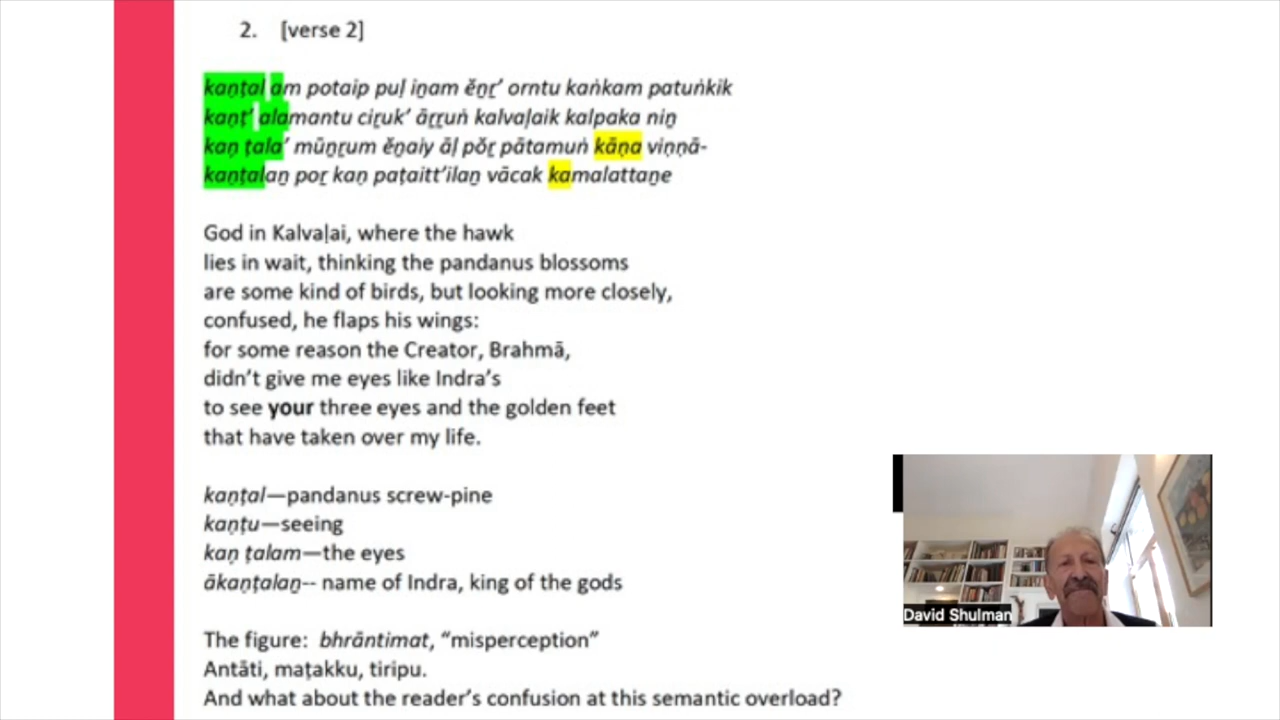 2. [verse 2]
kaṇṭal am potaip puḷ iṉam ĕṉṟ’ orntu kaṅkam patuṅkik
kaṇṭ’ alamantu ciṟuk’ āṟṟuṅ kalvaḷaik kalpaka niṉ
kaṇ ṭala’ mūṉṟum ĕṉaiy āḷ pŏṟ pātamuṅ kāṇa viṇṇā-
kaṇṭalaṉ poṟ kaṇ paṭaitt’ilaṉ vācak kamalattaṉe
God in Kalvaḷai, where the hawk
lies in wait, thinking the pandanus blossoms
are some kind of birds, but looking more closely,
confused, he flaps his wings:
for some reason the Creator, Brahmā,
didn’t give me eyes like Indra’s
to see your three eyes and the golden feet
that have taken over my life.
kaṇṭal—pandanus screw-pine
kaṇṭu—seeing
kaṇ ṭalam—the eyes
ākaṇṭalaṉ-- name of Indra, king of the gods
The figure: bhrāntimat, “misperception”
Antāti, maṭakku, tiripu.
And what about the reader’s confusion at this semantic overload?
David Shulman